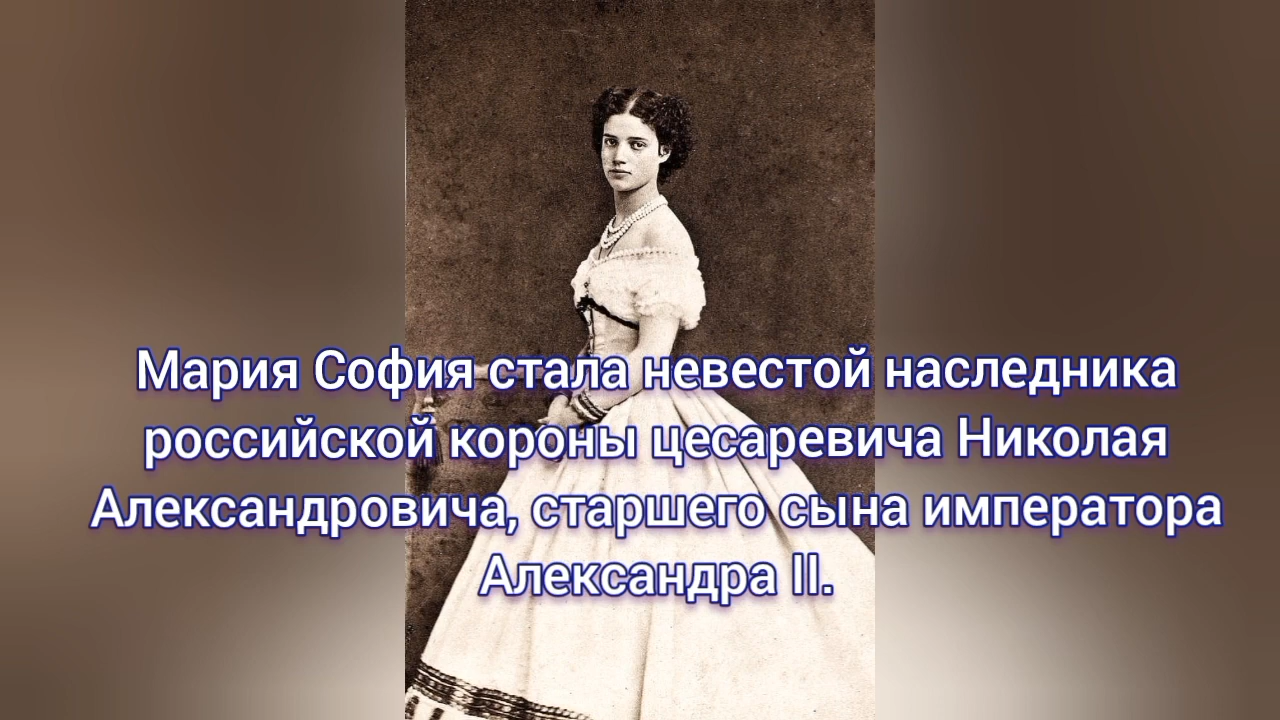 Мария София стала невестой наследника
российской короны цесаревича Николая
Александровича, старшего сына императора
Александра II.